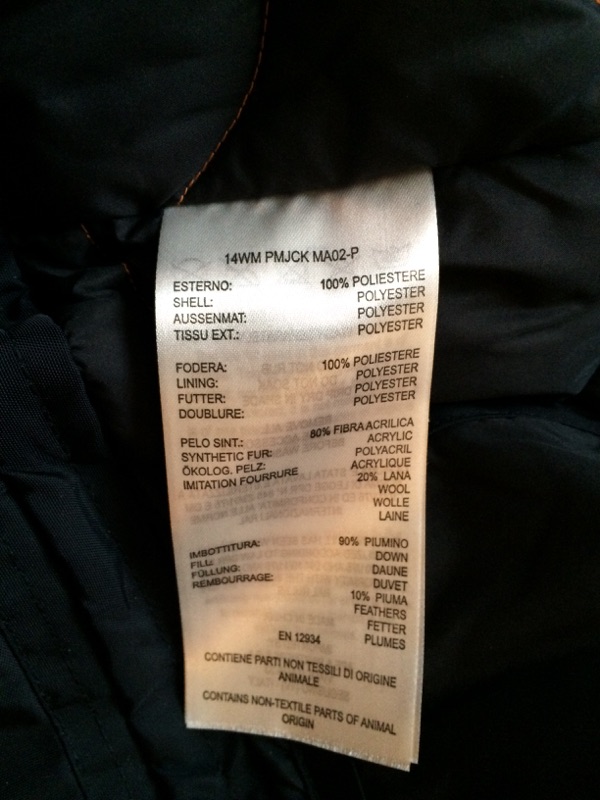 14WM PMJCK MA02-P
ESTERNO: 100% POLIESTERE
SHELL: POLYESTER
AUSSENMAT: POLYESTER
TISSU EXT.: POLYESTER
FODERA: 100% POLIESTERE
LINING: POLYESTER
FUTTER: POLYESTER
DOUBLURE: POLYESTER
PELO SINT.: 80% FIBRA ACRILICA
SYNTHETIC FUR: ACRYLIC
ÖKOLOG. PELZ: POLYACRIL
IMITATION FOURRURE ACRYLIQUE
20% LANA
WOOL
WOLLE
LAINE
IMBOTTITURA: 90% PIUMINO
FILL: DOWN
FÜLLUNG: DAUNE
REMBOURRAGE: DUVET
10% PIUMA
FEATHERS
FETTER
EN 12934 PLUMES
CONTIENE PARTI NON TESSILI DI ORIGINE
ANIMALE
CONTAINS NON-TEXTILE PARTS OF ANIMAL
ORIGIN